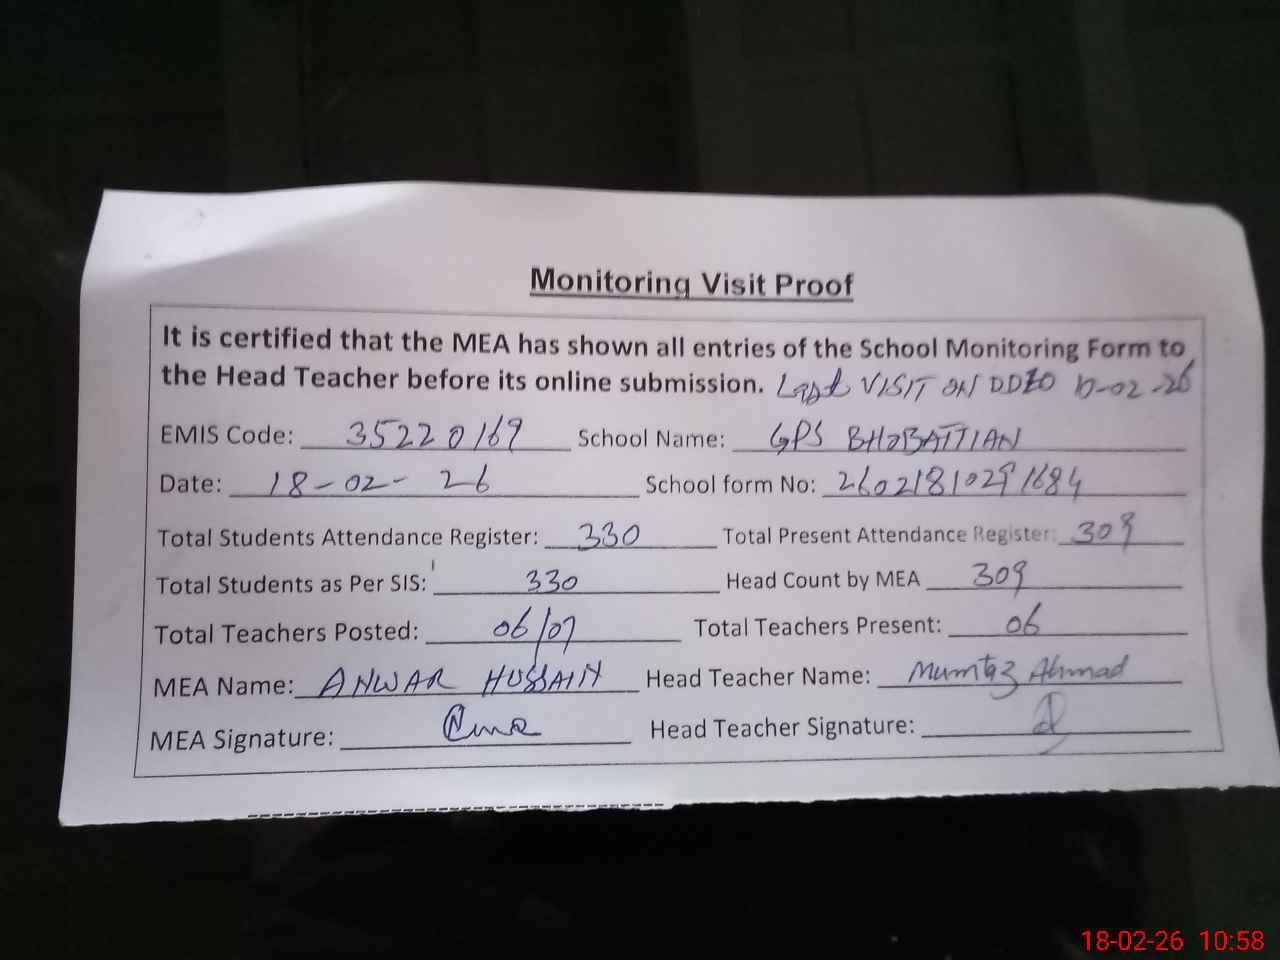 Monitoring Visit Proof
It is certified that the MEA has shown all entries of the School Monitoring Form to
the Head Teacher before its online submission. Last VISIT ON DDEO -02-26
EMIS Code: 35220169 School Name: GPS BHOBATTIAN
Date: 18-02-26 School form No: 26021810291684
Total Students Attendance Register: 330 Total Present Attendance Register: 309
Total Students as Per SIS: 330 Head Count by MEA 309
Total Teachers Posted: 06/07 Total Teachers Present: 06
MEA Name: ANWAR HUSSAIN Head Teacher Name: Mumtaz Ahmad
MEA Signature: Head Teacher Signature:
18-02-26 10:58